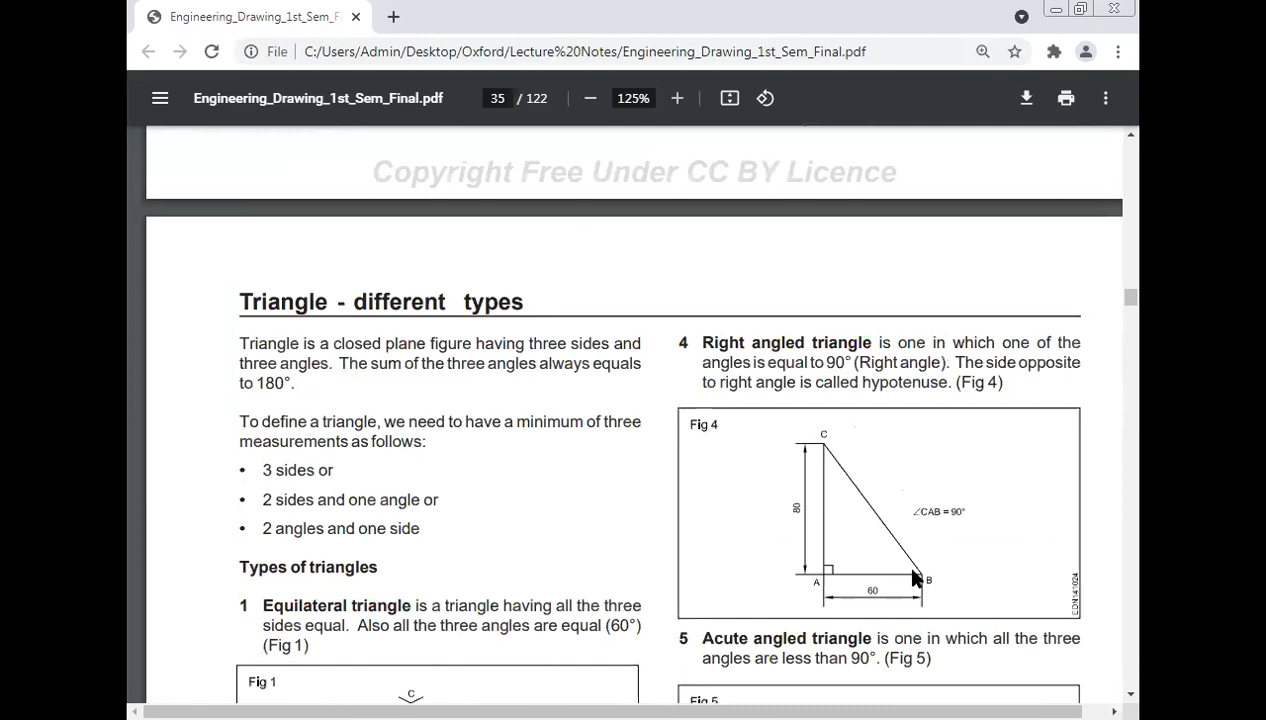 Engineering_Drawing_1st_Sem_F
File
C:/Users/Admin/Desktop/Oxford/Lecture%20Notes/Engineering_Drawing_1st_Sem_Final.pdf
Engineering_Drawing_1st_Sem_Final.pdf
35 / 122
125%
Copyright Free Under CC BY Licence
Triangle - different types
Triangle is a closed plane figure having three sides and
three angles. The sum of the three angles always equals
to 180°.
To define a triangle, we need to have a minimum of three
measurements as follows:
• 3 sides or
• 2 sides and one angle or
• 2 angles and one side
Types of triangles
1 Equilateral triangle is a triangle having all the three
sides equal. Also all the three angles are equal (60°)
(Fig 1)
Fig 1
C
4 Right angled triangle is one in which one of the
angles is equal to 90° (Right angle). The side opposite
to right angle is called hypotenuse. (Fig 4)
Fig 4
C
80
∠CAB = 90°
A
B
60
EDN141024
5 Acute angled triangle is one in which all the three
angles are less than 90°. (Fig 5)
Fig 5